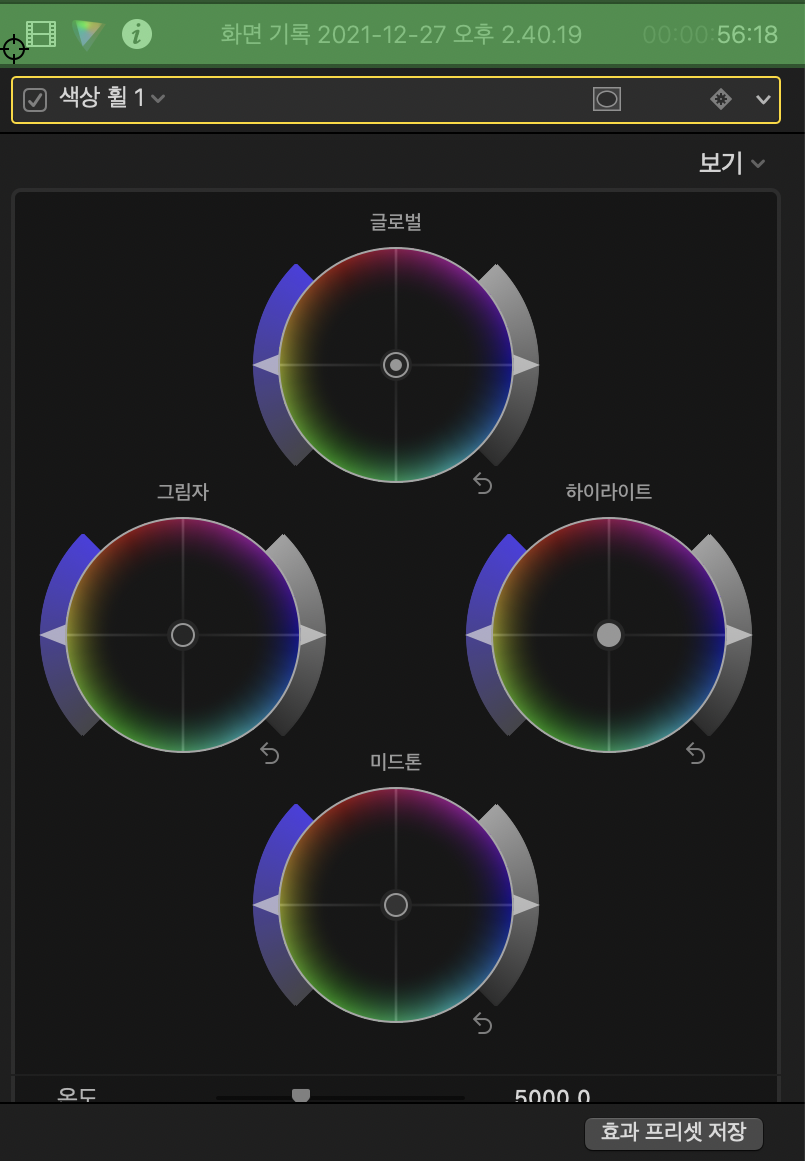 화면 기록 2021-12-27 오후 2.40.19 00:00:56:18
색상 휠 1
보기
글로벌
그림자 하이라이트
미드톤
온도 5000.0
효과 프리셋 저장